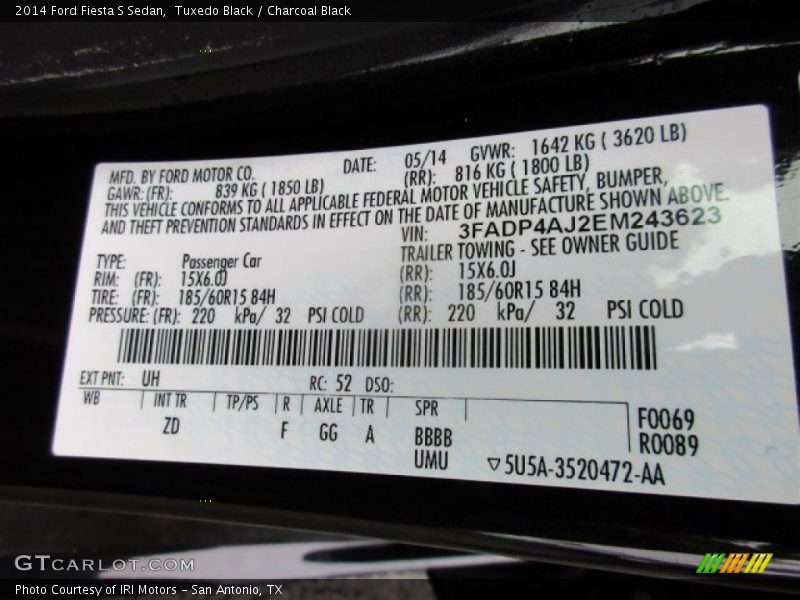 2014 Ford Fiesta S Sedan,  Tuxedo Black / Charcoal Black
MFD. BY FORD MOTOR CO. DATE: 05/14 GVWR: 1642 KG ( 3620 LB)
GAWR: (FR): 839 KG ( 1850 LB) (RR): 816 KG ( 1800 LB)
THIS VEHICLE CONFORMS TO ALL APPLICABLE FEDERAL MOTOR VEHICLE SAFETY, BUMPER,
AND THEFT PREVENTION STANDARDS IN EFFECT ON THE DATE OF MANUFACTURE SHOWN ABOVE.
VIN: 3FADP4AJ2EM243623
TRAILER TOWING - SEE OWNER GUIDE
TYPE: Passenger Car
RIM: (FR): 15X6.0J (RR): 15X6.0J
TIRE: (FR): 185/60R15 84H (RR): 185/60R15 84H
PRESSURE: (FR): 220 kPa/ 32 PSI COLD (RR): 220 kPa/ 32 PSI COLD
EXT PNT: UH RC: 52 DSO:
WB INT TR TP/PS R AXLE TR SPR
ZD F GG A BBBB
UMU
F0069
R0089
▽5U5A-3520472-AA
GTCARLOT.COM
Photo Courtesy of IRI Motors – San Antonio, TX